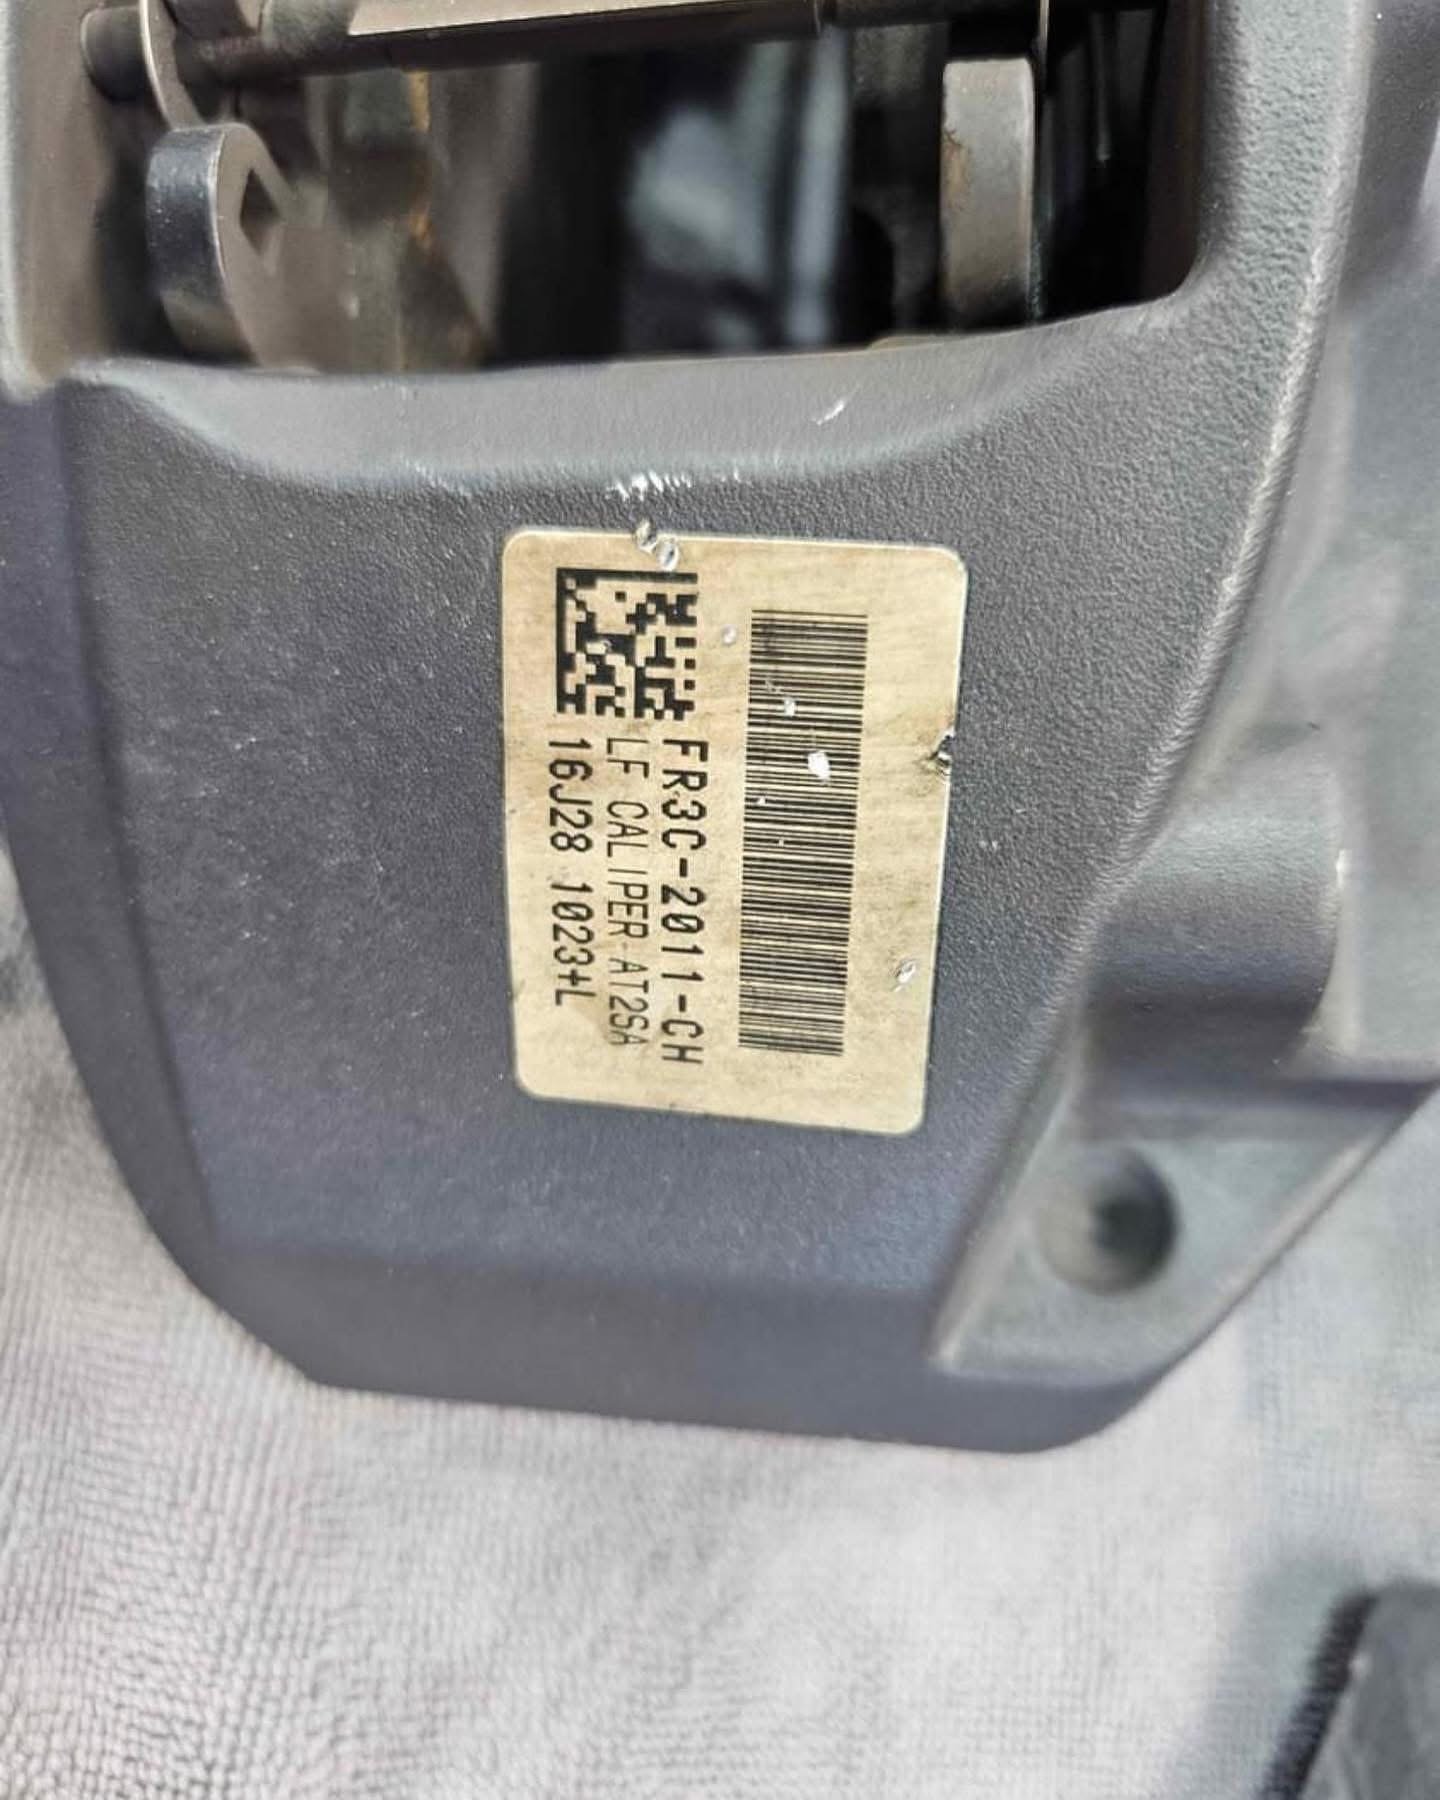 FR3C-2011-CH
LF CALIPER-AT2SA
16J28 1023+L